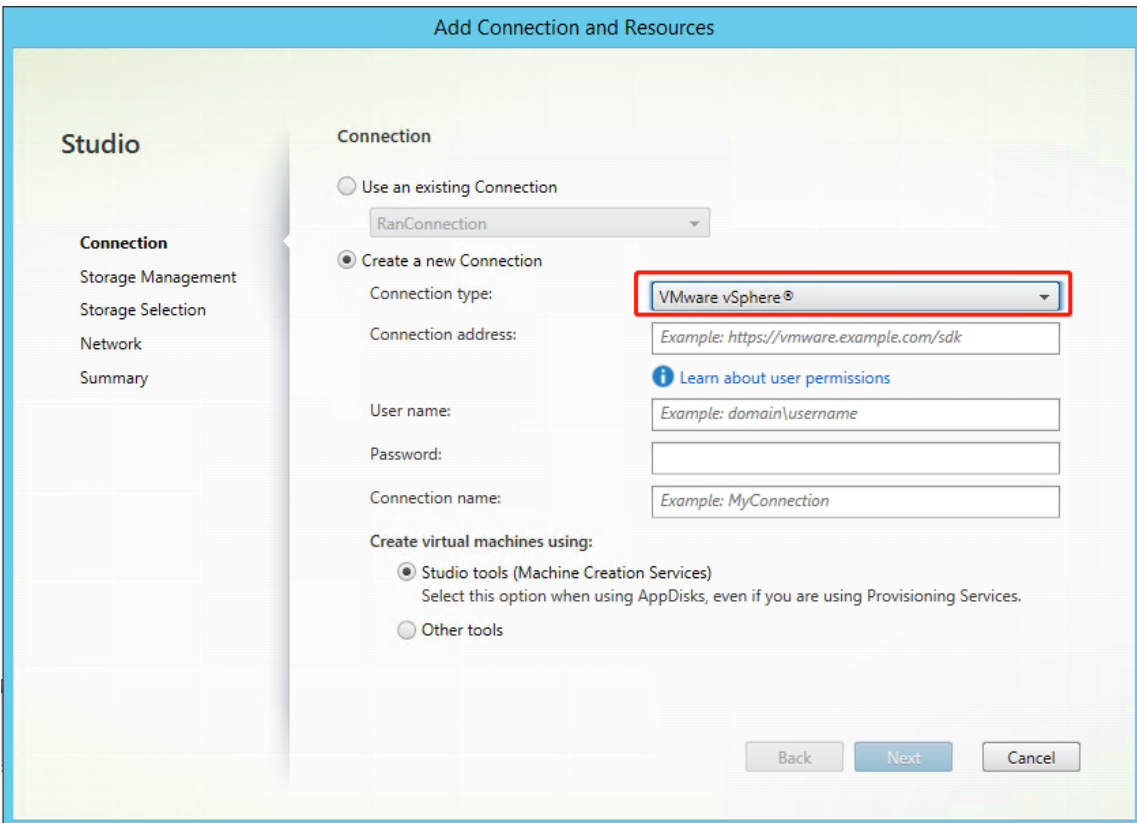 Add Connection and Resources
Studio
Connection
Storage Management
Storage Selection
Network
Summary
Connection
Use an existing Connection
RanConnection
Create a new Connection
Connection type:
VMware vSphere®
Connection address:
Example: https://vmware.example.com/sdk
Learn about user permissions
User name:
Example: domain\username
Password:
Connection name:
Example: MyConnection
Create virtual machines using:
Studio tools (Machine Creation Services)
Select this option when using AppDisks, even if you are using Provisioning Services.
Other tools
Back
Next
Cancel